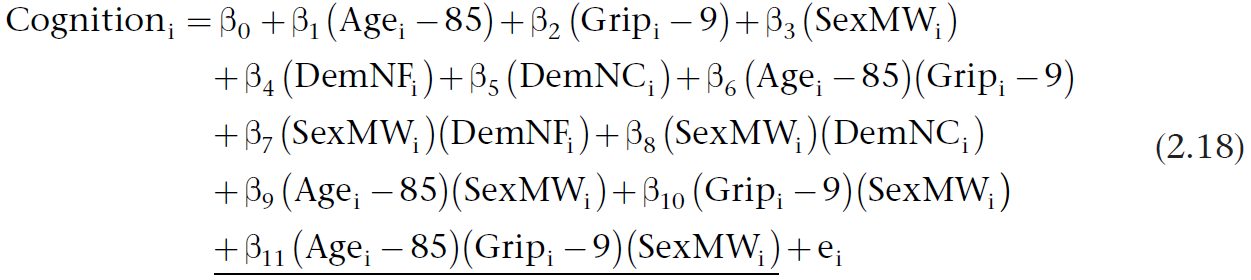 Cognitionᵢ = β₀ + β₁(Ageᵢ − 85) + β₂(Gripᵢ − 9) + β₃(SexMWᵢ)
+ β₄(DemNFᵢ) + β₅(DemNCᵢ) + β₆(Ageᵢ − 85)(Gripᵢ − 9)
+ β₇(SexMWᵢ)(DemNFᵢ) + β₈(SexMWᵢ)(DemNCᵢ)
(2.18)
+ β₉(Ageᵢ − 85)(SexMWᵢ) + β₁₀(Gripᵢ − 9)(SexMWᵢ)
+ β₁₁(Ageᵢ − 85)(Gripᵢ − 9)(SexMWᵢ) + eᵢ